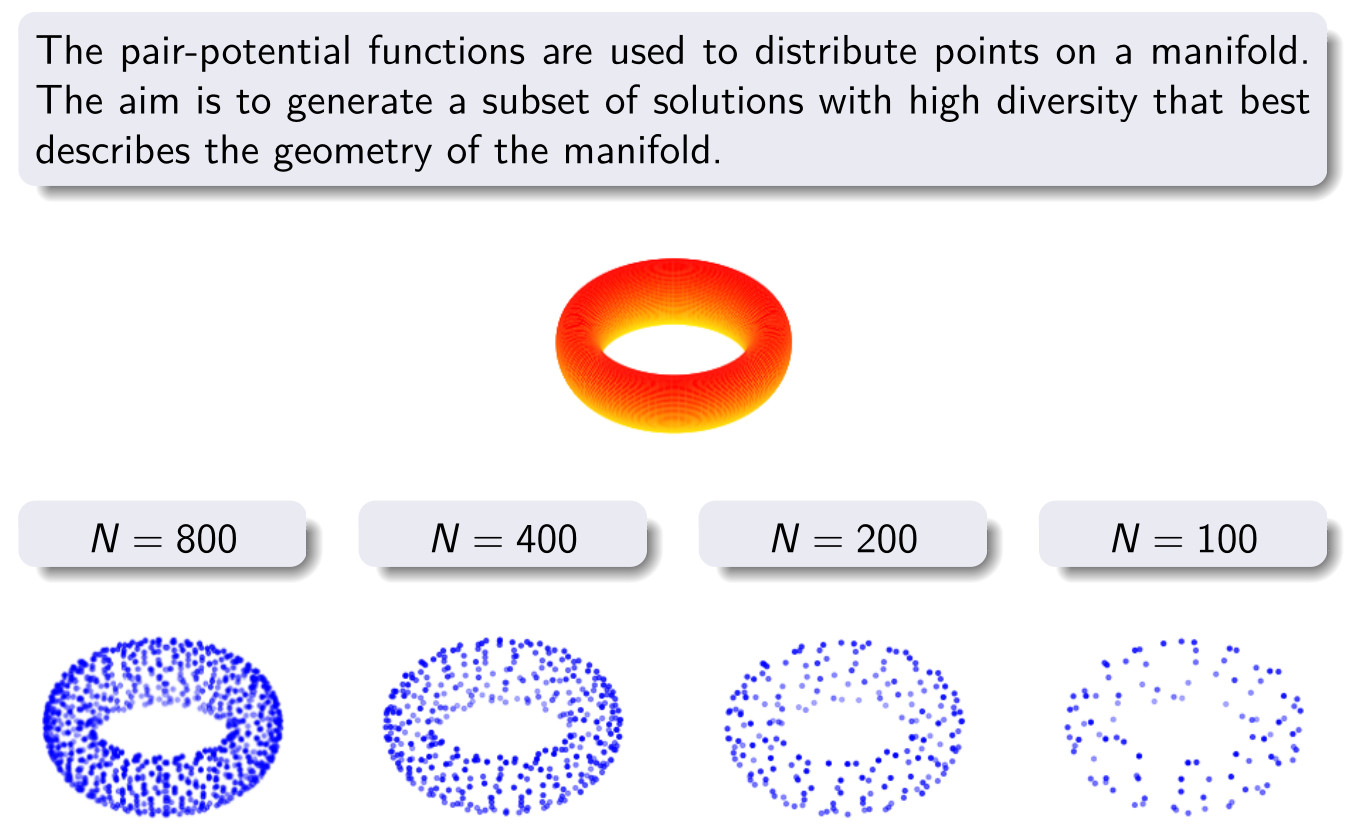 The pair-potential functions are used to distribute points on a manifold.
The aim is to generate a subset of solutions with high diversity that best
describes the geometry of the manifold.
N = 800
N = 400
N = 200
N = 100